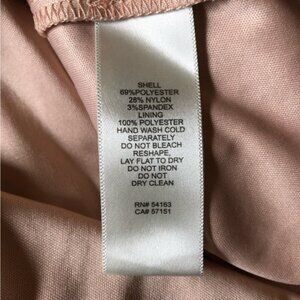 SHELL
69%POLYESTER
28% NYLON
3%SPANDEX
LINING
100% POLYESTER
HAND WASH COLD
SEPARATELY
DO NOT BLEACH
RESHAPE,
LAY FLAT TO DRY
DO NOT IRON
DO NOT
DRY CLEAN
RN# 54163
CA# 57151